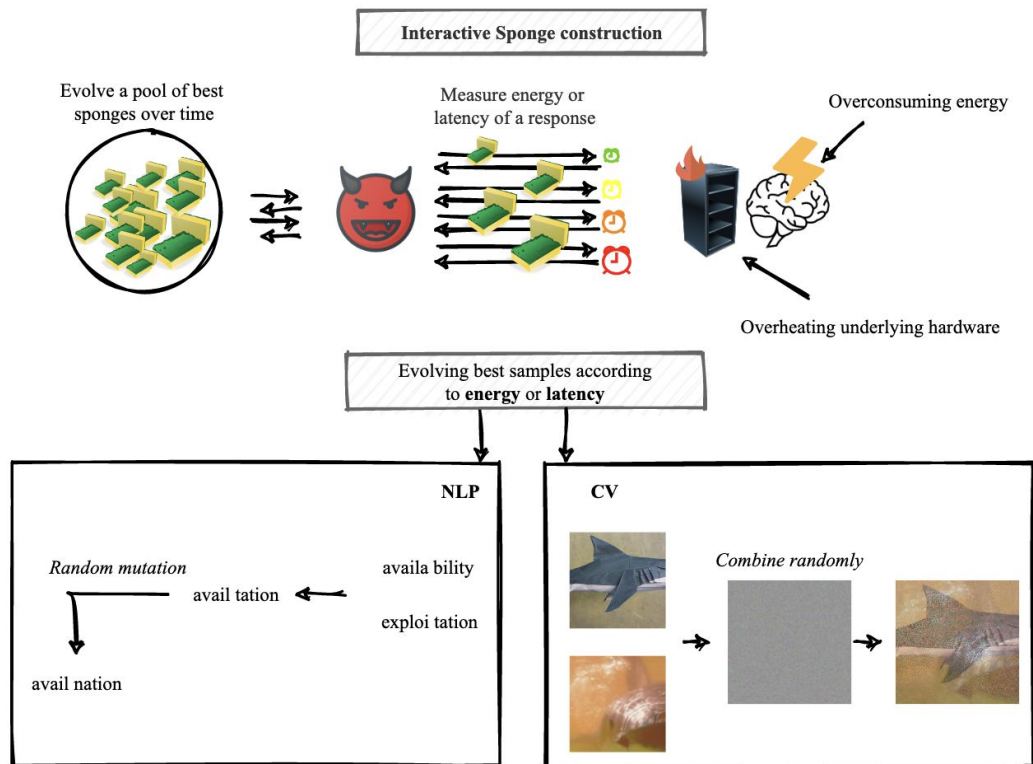 Interactive Sponge construction
Evolve a pool of best
sponges over time
Measure energy or
latency of a response
Overconsuming energy
Overheating underlying hardware
Evolving best samples according
to energy or latency
NLP
Random mutation
avail tation
availa bility
exploi tation
avail nation
CV
Combine randomly